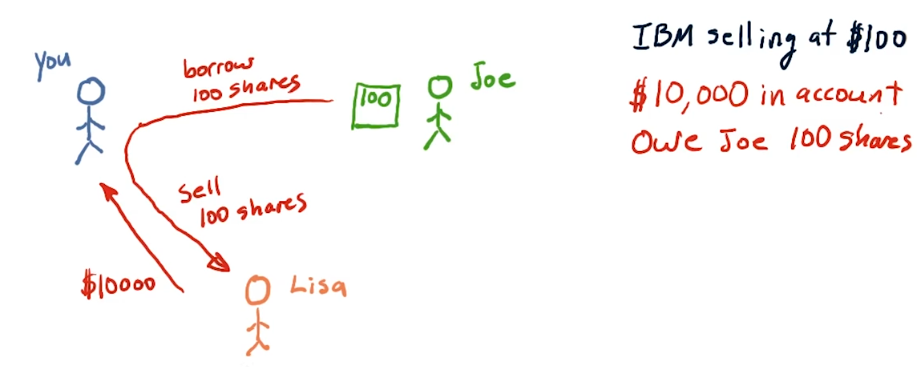 You
borrows
100 shares
100
Joe
Sell
100 shares
$10000
Lisa
IBM selling at $100
$10,000 in account
Owe Joe 100 shares